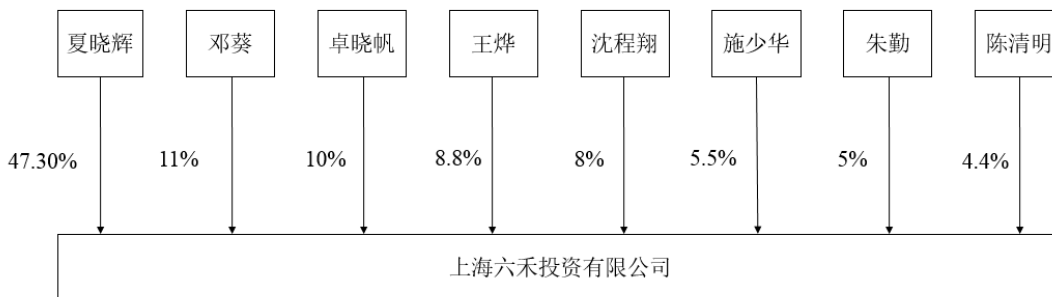 夏晓辉 邓葵 卓晓帆 王烨 沈程翔 施少华 朱勤 陈清明
47.30% 11% 10% 8.8% 8% 5.5% 5% 4.4%
上海六禾投资有限公司